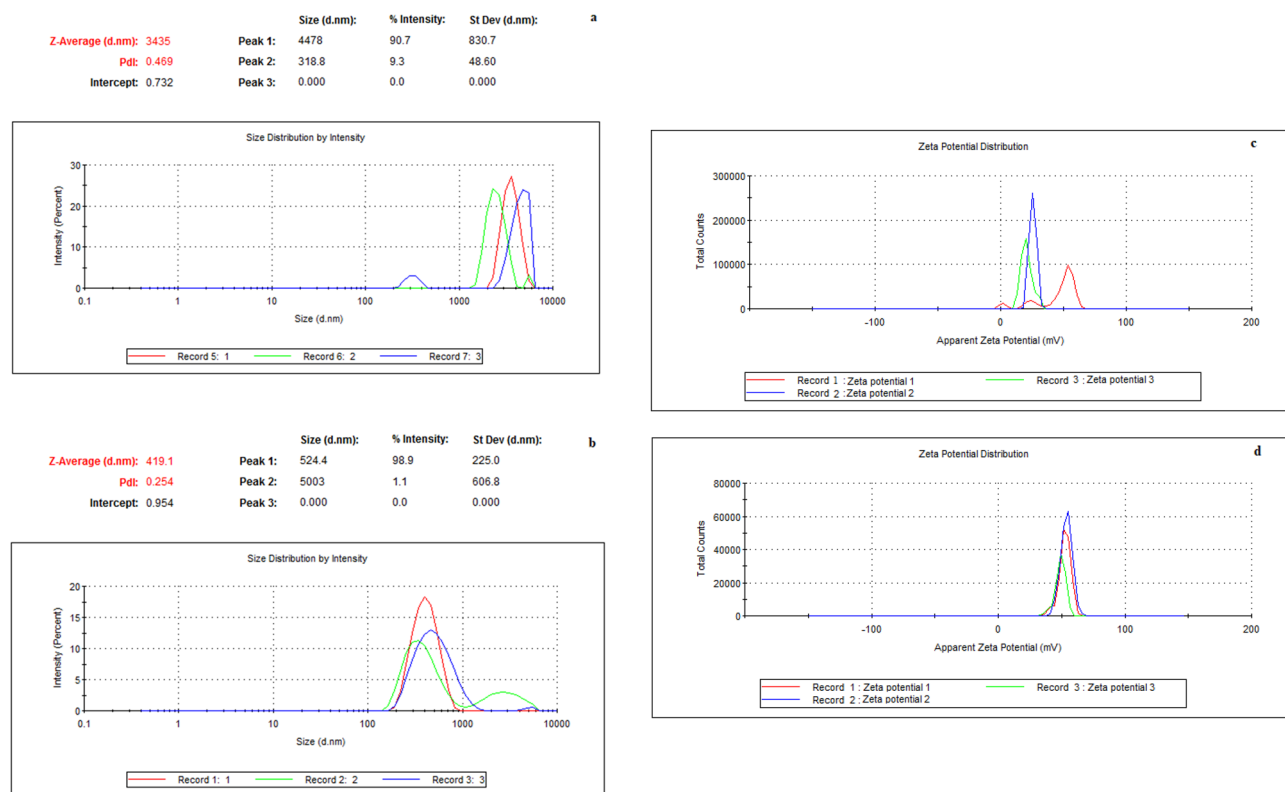 Size (d.nm): % Intensity: St Dev (d.nm): a
Z-Average (d.nm): 3435 Peak 1: 4478 90.7 830.7
PdI: 0.469 Peak 2: 318.8 9.3 48.60
Intercept: 0.732 Peak 3: 0.000 0.0 0.000
Size Distribution by Intensity
Intensity (Percent)
30
20
10
0
0.1 1 10 100 1000 10000
Size (d.nm)
Record 5: 1 Record 6: 2 Record 7: 3
Size (d.nm): % Intensity: St Dev (d.nm): b
Z-Average (d.nm): 419.1 Peak 1: 524.4 98.9 225.0
PdI: 0.254 Peak 2: 5003 1.1 606.8
Intercept: 0.954 Peak 3: 0.000 0.0 0.000
Size Distribution by Intensity
Intensity (Percent)
20
15
10
5
0
0.1 1 10 100 1000 10000
Size (d.nm)
Record 1: 1 Record 2: 2 Record 3: 3
c
Zeta Potential Distribution
Total Counts
300000
200000
100000
0
-100 0 100 200
Apparent Zeta Potential (mV)
Record 1 : Zeta potential 1 Record 3 : Zeta potential 3
Record 2 : Zeta potential 2
d
Zeta Potential Distribution
Total Counts
80000
60000
40000
20000
0
-100 0 100 200
Apparent Zeta Potential (mV)
Record 1 : Zeta potential 1 Record 3 : Zeta potential 3
Record 2 : Zeta potential 2